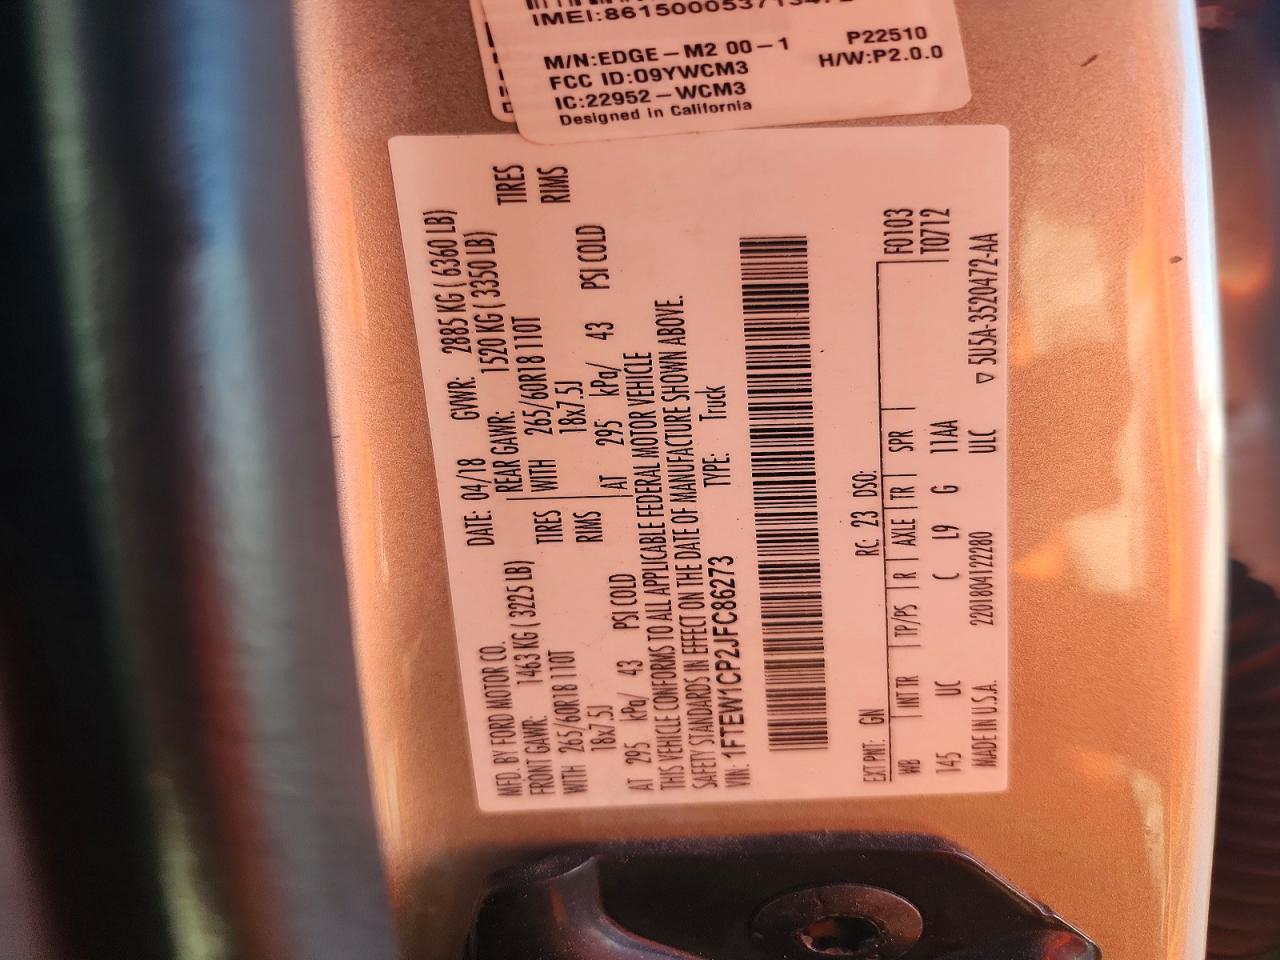 M/N:EDGE-M2 00-1 P22510
FCC ID:O9YWCM3 H/W:P2.0.0
IC:22952-WCM3
Designed in California
MFD. BY FORD MOTOR CO. DATE: 04/18 GVWR: 2885 KG ( 6360 LB)
FRONT GAWR: 1463 KG ( 3225 LB) REAR GAWR: 1520 KG ( 3350 LB)
WITH 265/60R18 110T TIRES WITH 265/60R18 110T TIRES
18x7.5J RIMS 18x7.5J RIMS
AT 295 kPa/ 43 PSI COLD AT 295 kPa/ 43 PSI COLD
THIS VEHICLE CONFORMS TO ALL APPLICABLE FEDERAL MOTOR VEHICLE
SAFETY STANDARDS IN EFFECT ON THE DATE OF MANUFACTURE SHOWN ABOVE.
VIN: 1FTEW1CP2JFC86273 TYPE: Truck
EXT PNT: GN RC: 23 DSO: F0103
WB INT TR TP/PS R AXLE TR SPR T0712
145 UC C L9 G 11AA
MADE IN U.S.A. 2201804122280 ULC ▽ 5U5A-3520472-AA